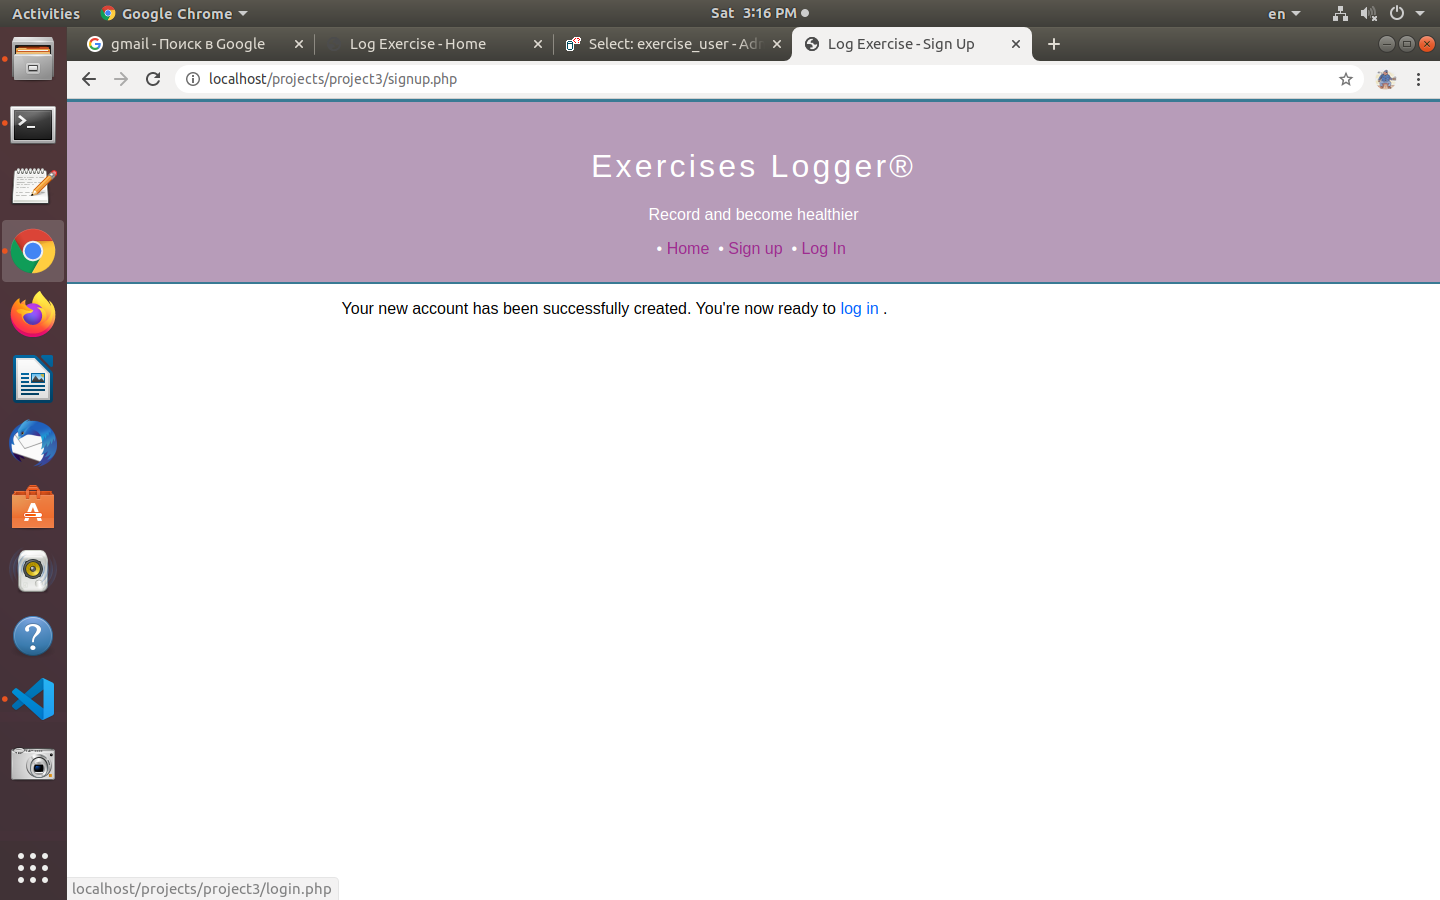 Activities Google Chrome Sat 3:16 PM en
gmail - Поиск в Google Log Exercise - Home Select: exercise_user - Adm Log Exercise - Sign Up
localhost/projects/project3/signup.php
Exercises Logger®
Record and become healthier
• Home • Sign up • Log In
Your new account has been successfully created. You're now ready to log in .
localhost/projects/project3/login.php